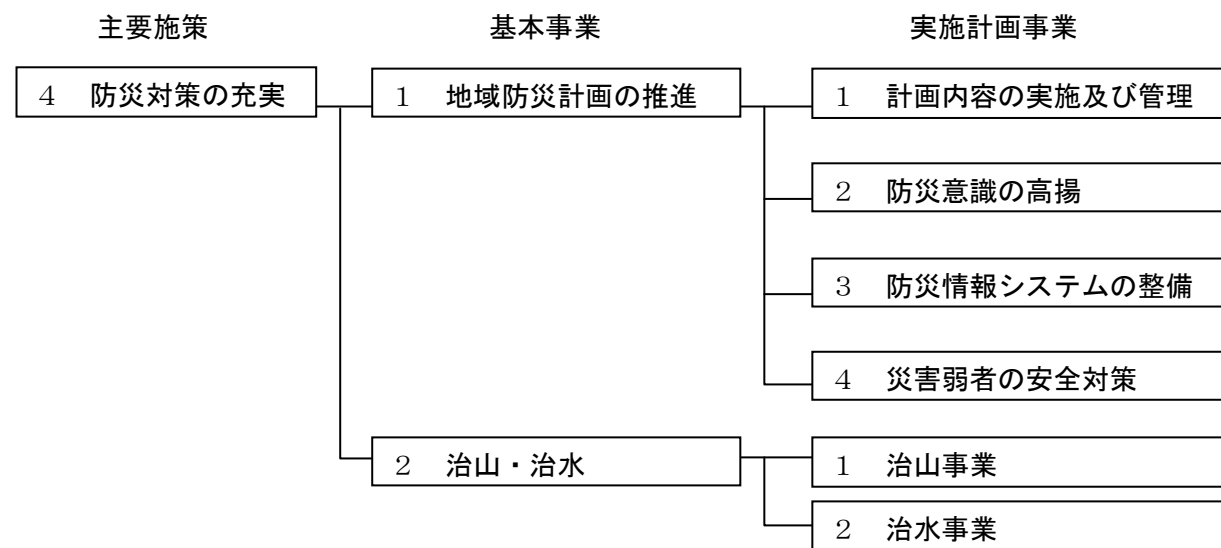 主要施策 基本事業 実施計画事業
4 防災対策の充実 1 地域防災計画の推進 1 計画内容の実施及び管理
2 防災意識の高揚
3 防災情報システムの整備
4 災害弱者の安全対策
2 治山・治水 1 治山事業
2 治水事業